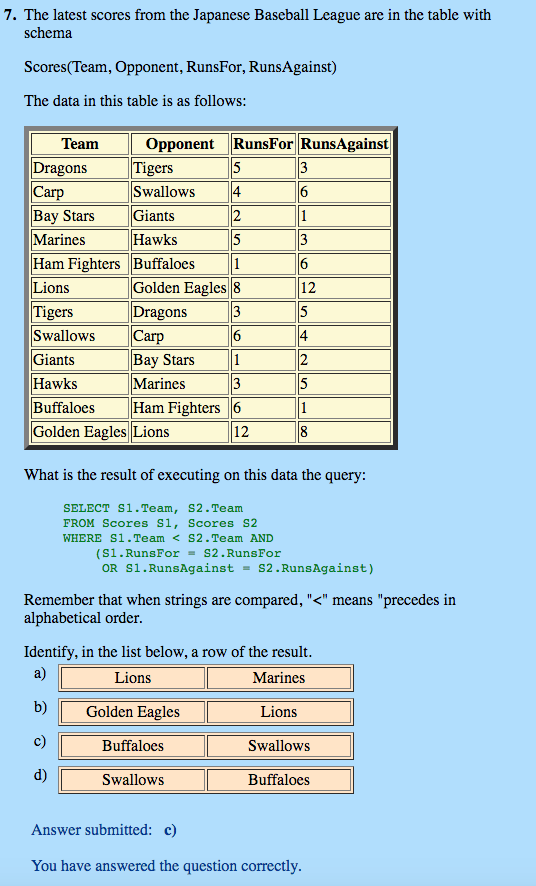 7. The latest scores from the Japanese Baseball League are in the table with
schema
Scores(Team, Opponent, RunsFor, RunsAgainst)
The data in this table is as follows:
Team Opponent RunsFor RunsAgainst
Dragons Tigers 5 3
Carp Swallows 4 6
Bay Stars Giants 2 1
Marines Hawks 5 3
Ham Fighters Buffaloes 1 6
Lions Golden Eagles 8 12
Tigers Dragons 3 5
Swallows Carp 6 4
Giants Bay Stars 1 2
Hawks Marines 3 5
Buffaloes Ham Fighters 6 1
Golden Eagles Lions 12 8
What is the result of executing on this data the query:
SELECT S1.Team, S2.Team
FROM Scores S1, Scores S2
WHERE S1.Team < S2.Team AND
(S1.RunsFor = S2.RunsFor
OR S1.RunsAgainst = S2.RunsAgainst)
Remember that when strings are compared, "<" means "precedes in
alphabetical order.
Identify, in the list below, a row of the result.
a) Lions Marines
b) Golden Eagles Lions
c) Buffaloes Swallows
d) Swallows Buffaloes
Answer submitted: c)
You have answered the question correctly.